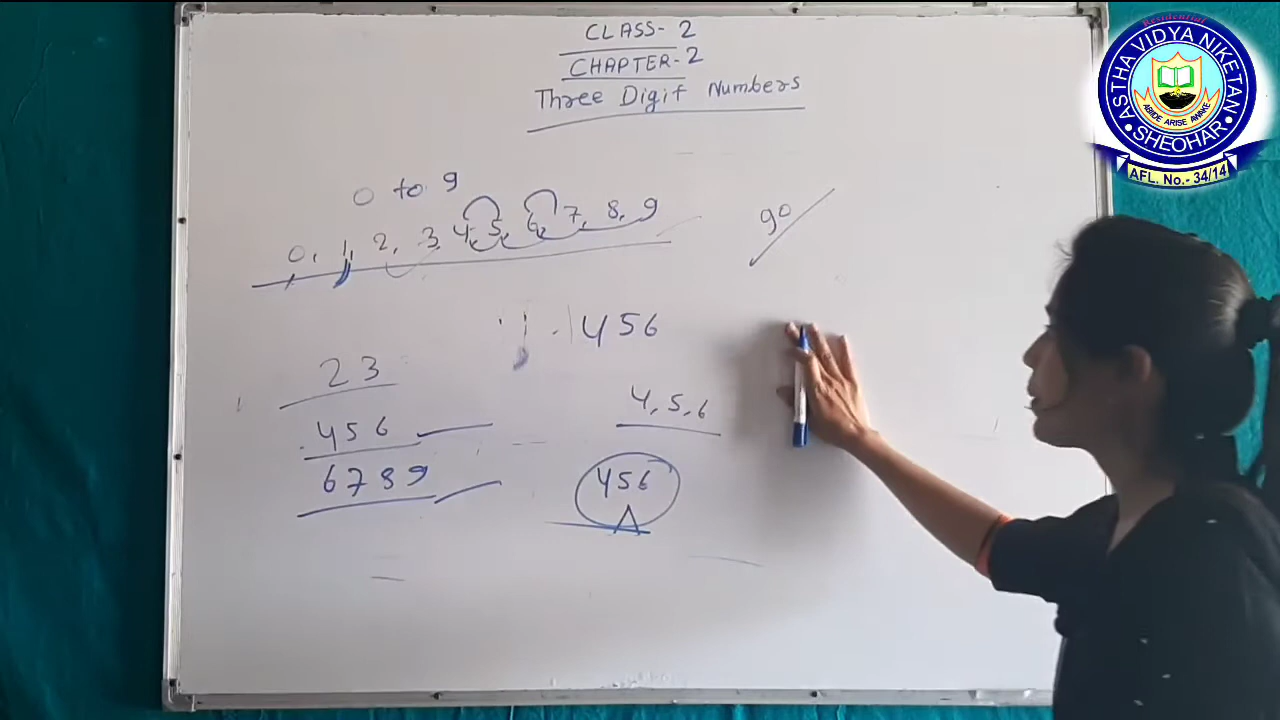 CLASS-2
CHAPTER-2
Three Digit Numbers
0 to 9
0, 1, 2, 3, 4, 5, 6, 7, 8, 9
90
456
23
4, 5, 6
456
456
6789
Residential
ASTHA VIDYA NIKETAN
ABIDE ARISE AWAKE
SHEOHAR
AFL. No.- 34/14